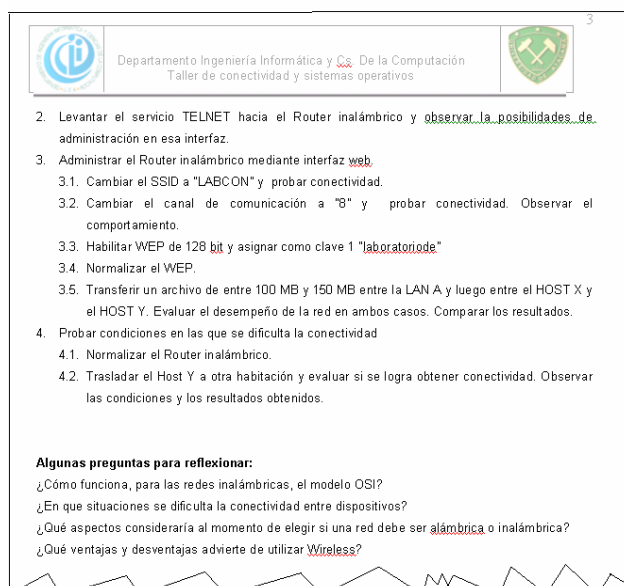 3
Departamento Ingeniería Informática y Cs. De la Computación
Taller de conectividad y sistemas operativos
2. Levantar el servicio TELNET hacia el Router inalámbrico y observar la posibilidades de
administración en esa interfaz.
3. Administrar el Router inalámbrico mediante interfaz web.
3.1. Cambiar el SSID a "LABCON" y probar conectividad.
3.2. Cambiar el canal de comunicación a "8" y probar conectividad. Observar el
comportamiento.
3.3. Habilitar WEP de 128 bit y asignar como clave 1 "laboratoriode"
3.4. Normalizar el WEP.
3.5. Transferir un archivo de entre 100 MB y 150 MB entre la LAN A y luego entre el HOST X y
el HOST Y. Evaluar el desempeño de la red en ambos casos. Comparar los resultados.
4. Probar condiciones en las que se dificulta la conectividad
4.1. Normalizar el Router inalámbrico.
4.2. Trasladar el Host Y a otra habitación y evaluar si se logra obtener conectividad. Observar
las condiciones y los resultados obtenidos.
Algunas preguntas para reflexionar:
¿Cómo funciona, para las redes inalámbricas, el modelo OSI?
¿En que situaciones se dificulta la conectividad entre dispositivos?
¿Qué aspectos consideraría al momento de elegir si una red debe ser alámbrica o inalámbrica?
¿Qué ventajas y desventajas advierte de utilizar Wireless?